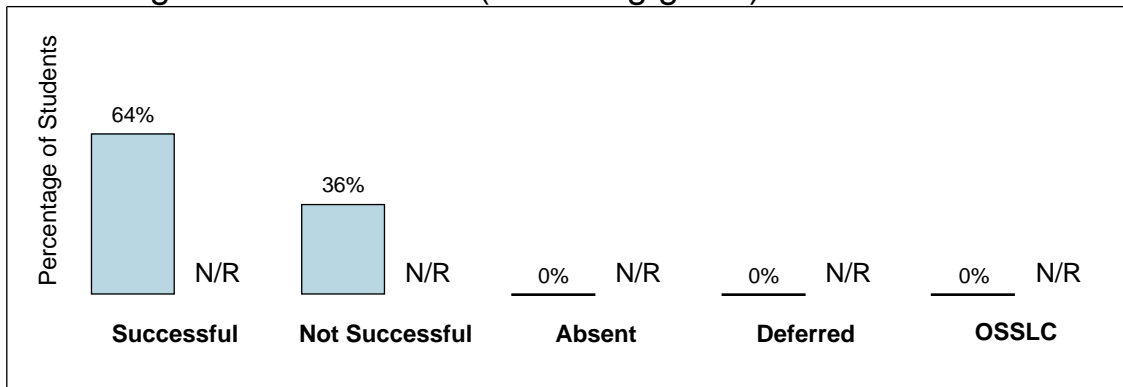 Percentage of Students
64%
36%
N/R N/R 0% N/R 0% N/R 0% N/R
Successful Not Successful Absent Deferred OSSLC